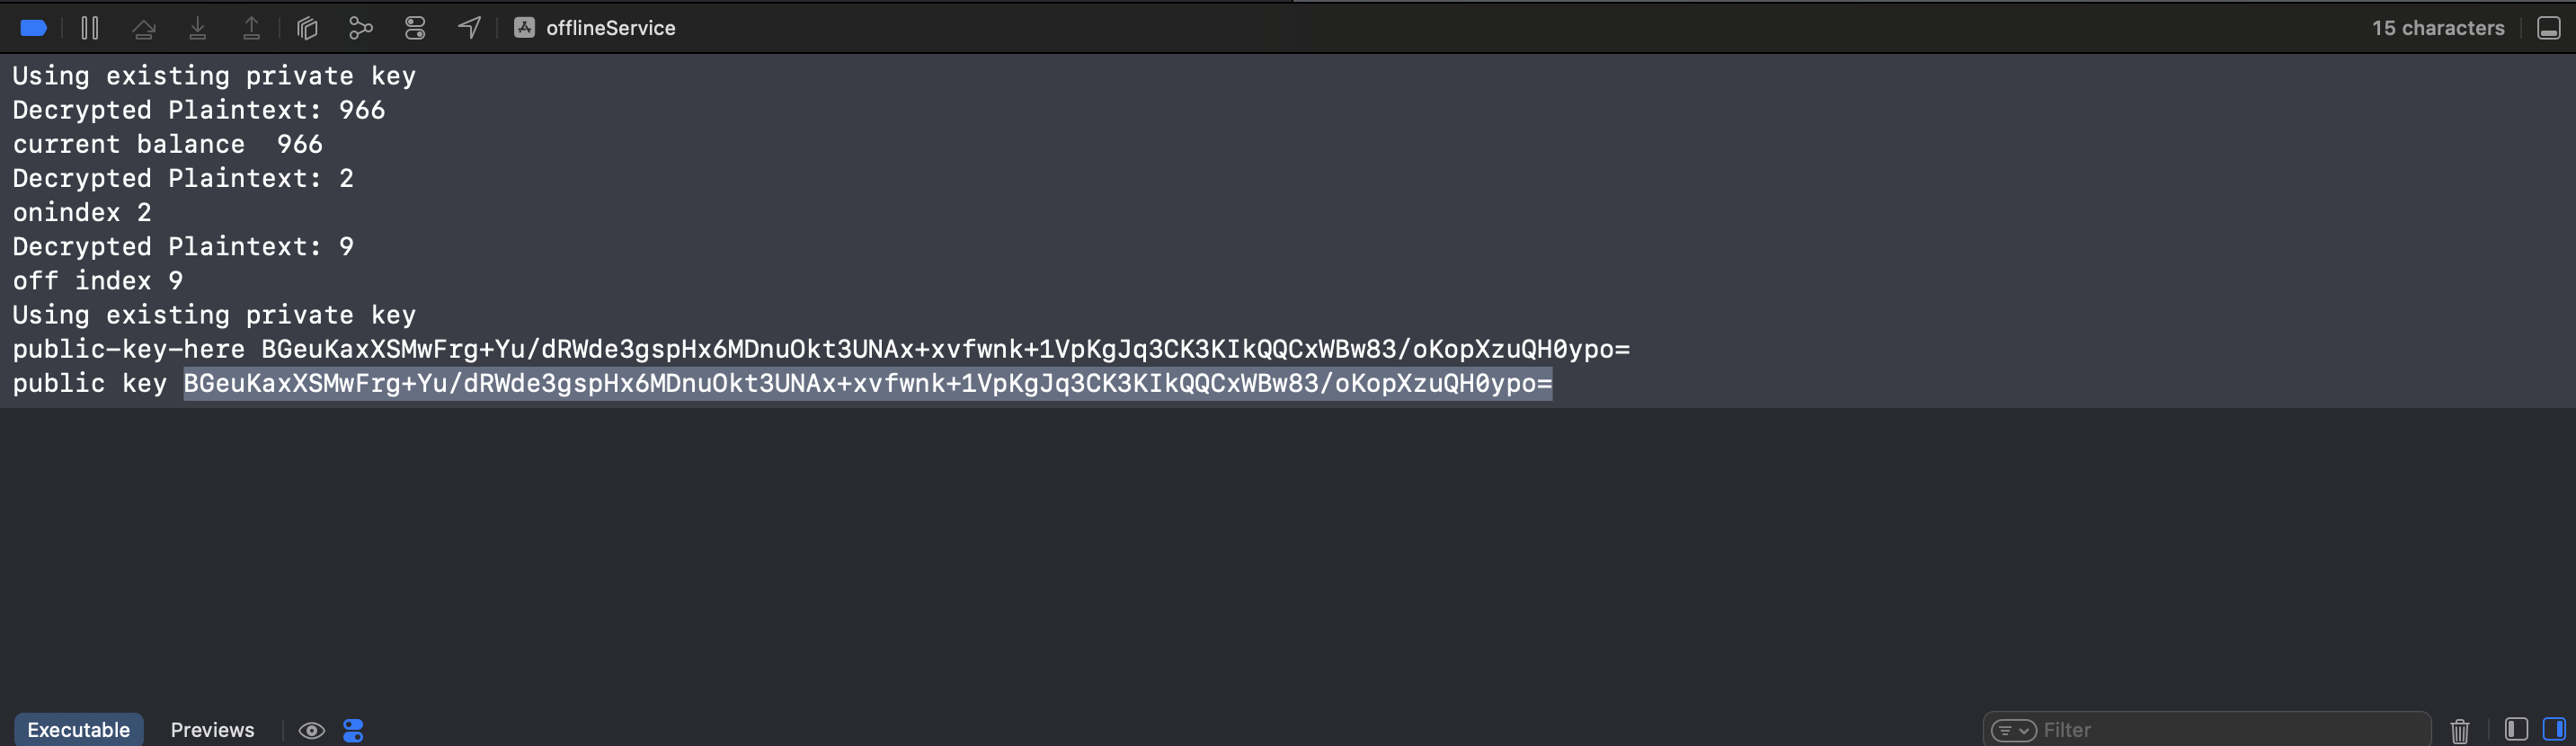 offlineService
15 characters
Using existing private key
Decrypted Plaintext: 966
current balance  966
Decrypted Plaintext: 2
onindex 2
Decrypted Plaintext: 9
off index 9
Using existing private key
public-key-here BGeuKaxXSMwFrg+Yu/dRWde3gspHx6MDnuOkt3UNAx+xvfwnk+1VpKgJq3CK3KIkQQCxWBw83/oKopXzuQH0ypo=
public key BGeuKaxXSMwFrg+Yu/dRWde3gspHx6MDnuOkt3UNAx+xvfwnk+1VpKgJq3CK3KIkQQCxWBw83/oKopXzuQH0ypo=
Executable
Previews
Filter